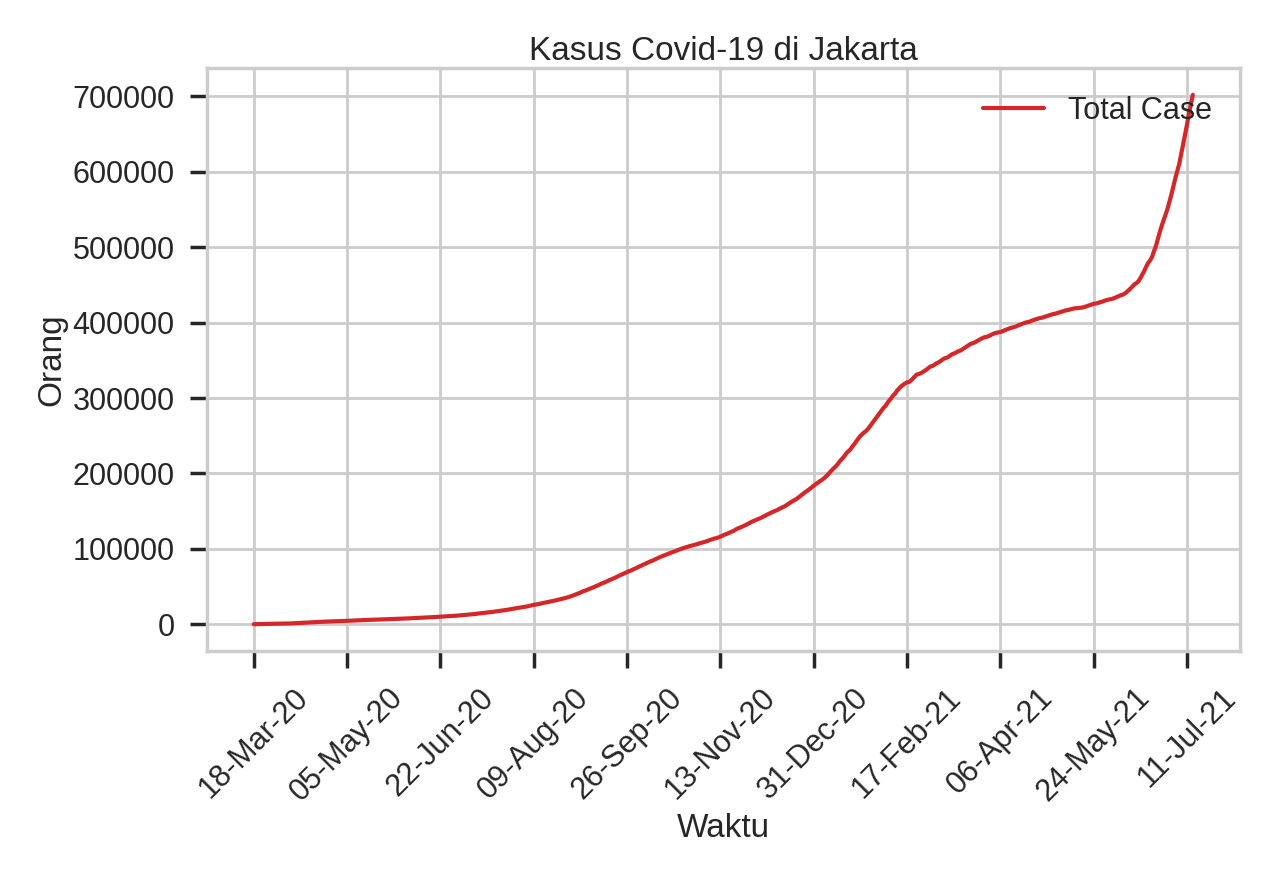 Kasus Covid-19 di Jakarta
Total Case
Orang
700000
600000
500000
400000
300000
200000
100000
0
18-Mar-20
05-May-20
22-Jun-20
09-Aug-20
26-Sep-20
13-Nov-20
31-Dec-20
17-Feb-21
06-Apr-21
24-May-21
11-Jul-21
Waktu